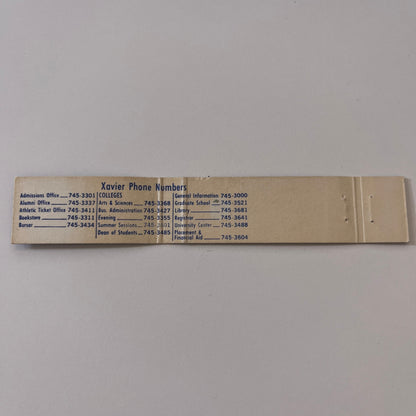 Xavier Phone Numbers
Admissions Office 745-3301
Alumni Office 745-3337
Athletic Ticket Office 745-3411
Bookstore 745-3311
Bursar 745-3434
COLLEGES
Arts & Sciences 745-3368
Bus. Administration 745-3427
Evening 745-3355
Summer Sessions
Dean of Students 745-3485
General Information 745-3000
Graduate School 745-3521
Library 745-3681
Registrar 745-3641
University Center 745-3488
Placement &
Financial Aid 745-3604